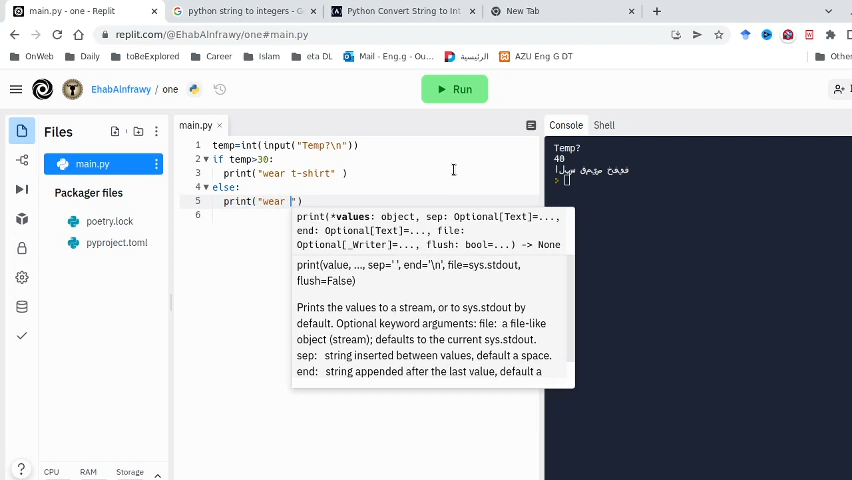 main.py - one - Replit
python string to integers - G
Python Convert String to Int
New Tab
replit.com/@EhabAlnfrawy/one#main.py
OnWeb
Daily
toBeExplored
Career
Islam
eta DL
Mail - Eng.g - Ou...
الرئيسية
AZU Eng G DT
Other
EhabAlnfrawy / one
Run
Files
main.py
Console
Shell
main.py
Packager files
poetry.lock
pyproject.toml
1 temp=int(input("Temp?\n"))
2 if temp>30:
3 print("wear t-shirt" )
4 else:
5 print("wear ")
6
print(*values: object, sep: Optional[Text]=...,
end: Optional[Text]=..., file:
Optional[_Writer]=..., flush: bool=...) -> None
print(value, ..., sep=' ', end='\n', file=sys.stdout,
flush=False)
Prints the values to a stream, or to sys.stdout by
default. Optional keyword arguments: file: a file-like
object (stream); defaults to the current sys.stdout.
sep: string inserted between values, default a space.
end: string appended after the last value, default a
Temp?
40
البس قميص خفيف
>
CPU
RAM
Storage